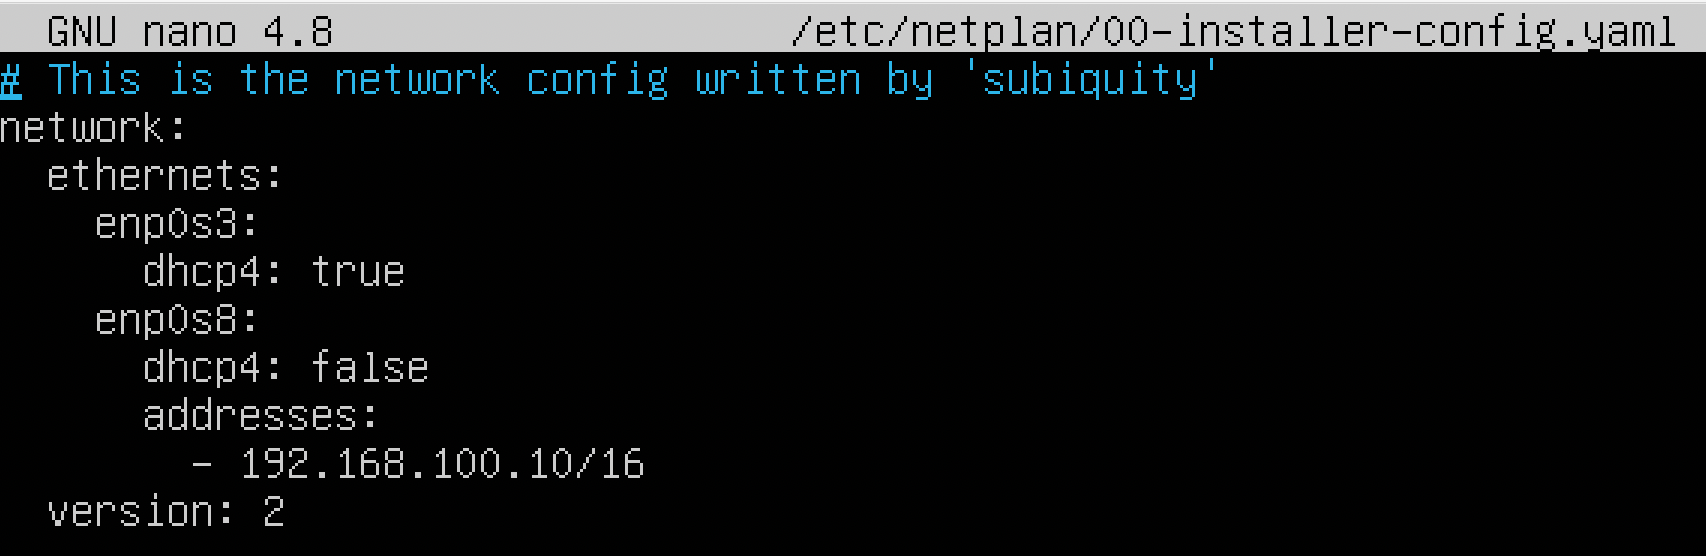 GNU nano 4.8 /etc/netplan/00-installer-config.yaml
# This is the network config written by 'subiquity'
network:
  ethernets:
    enp0s3:
      dhcp4: true
    enp0s8:
      dhcp4: false
      addresses:
        - 192.168.100.10/16
  version: 2